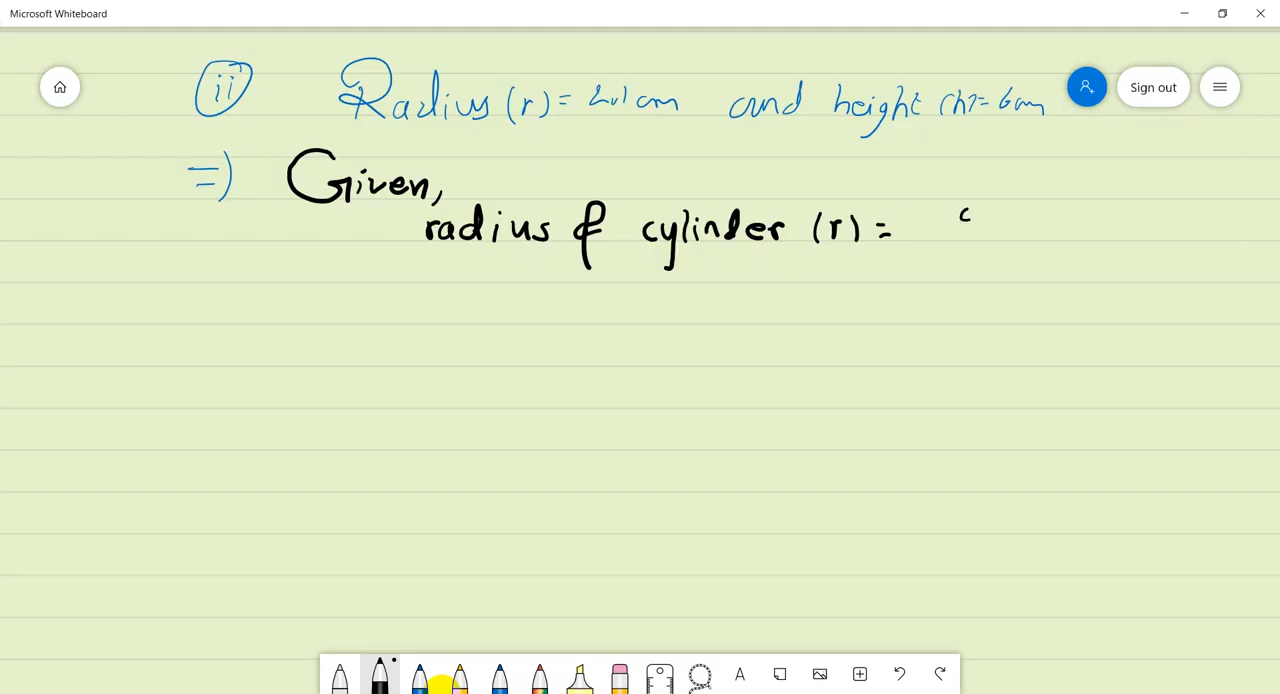 Microsoft Whiteboard
Sign out
ii Radius (r) = 2.1 cm and height (h) = 6 cm
=) Given,
radius of cylinder (r) =